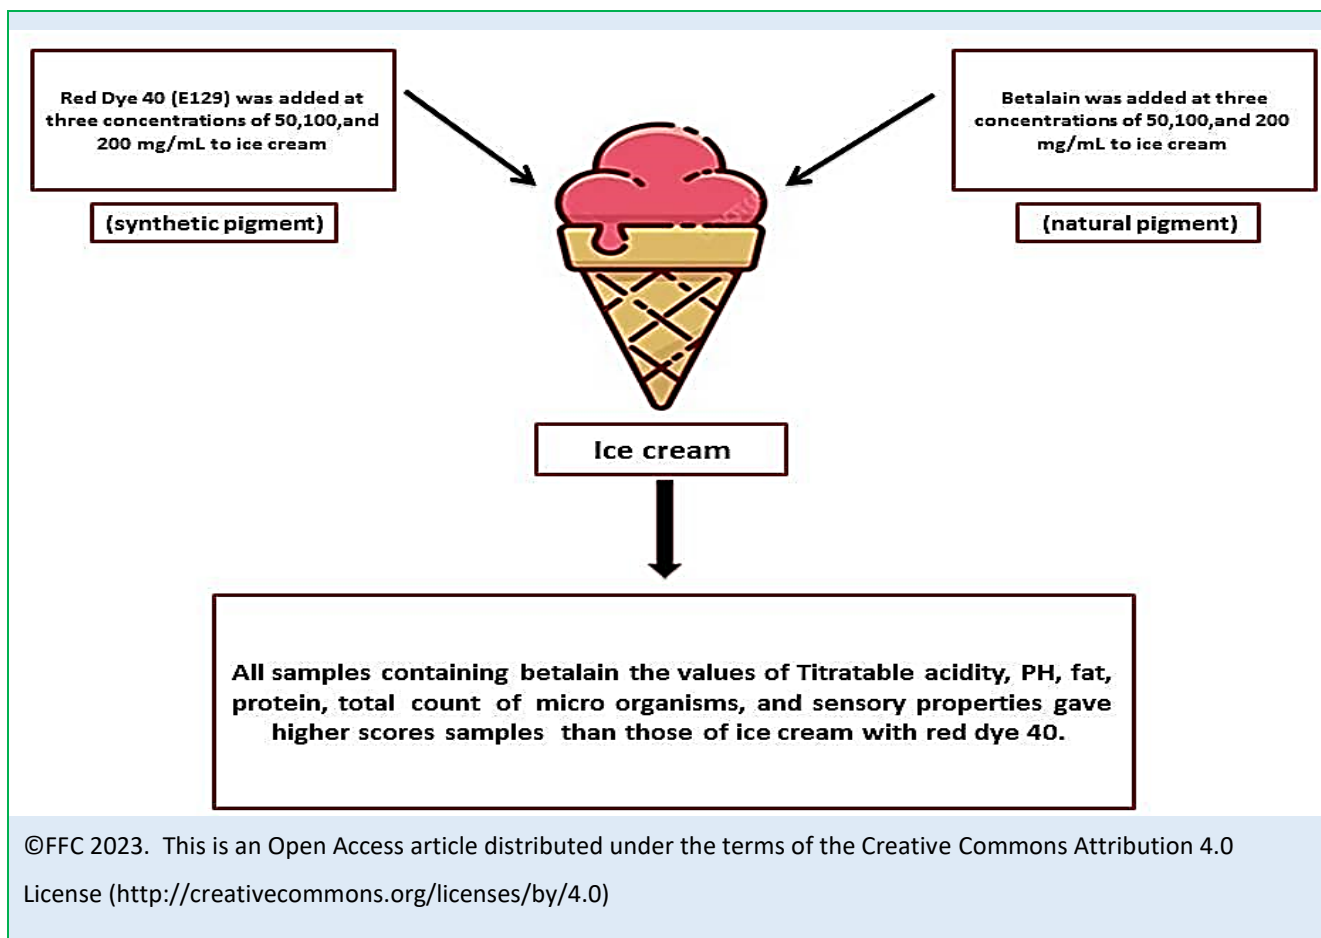 Red Dye 40 (E129) was added at
three concentrations of 50,100,and
200 mg/mL to ice cream
(synthetic pigment)
Betalain was added at three
concentrations of 50,100,and 200
mg/mL to ice cream
(natural pigment)
Ice cream
All samples containing betalain the values of Titratable acidity, PH, fat,
protein, total count of micro organisms, and sensory properties gave
higher scores samples than those of ice cream with red dye 40.
©FFC 2023. This is an Open Access article distributed under the terms of the Creative Commons Attribution 4.0
License (http://creativecommons.org/licenses/by/4.0)